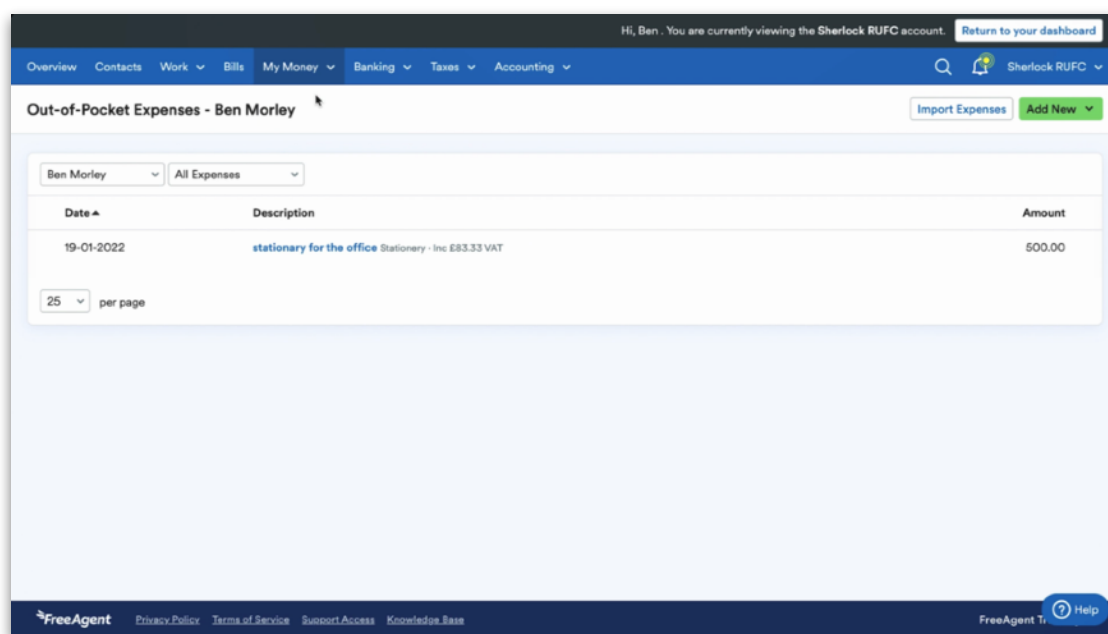 Hi, Ben . You are currently viewing the Sherlock RUFC account. Return to your dashboard
Overview Contacts Work Bills My Money Banking Taxes Accounting Sherlock RUFC
Out-of-Pocket Expenses - Ben Morley Import Expenses Add New
Ben Morley All Expenses
Date Description Amount
19-01-2022 stationary for the office Stationery · Inc £83.33 VAT 500.00
25 per page
FreeAgent Privacy Policy Terms of Service Support Access Knowledge Base FreeAgent Help